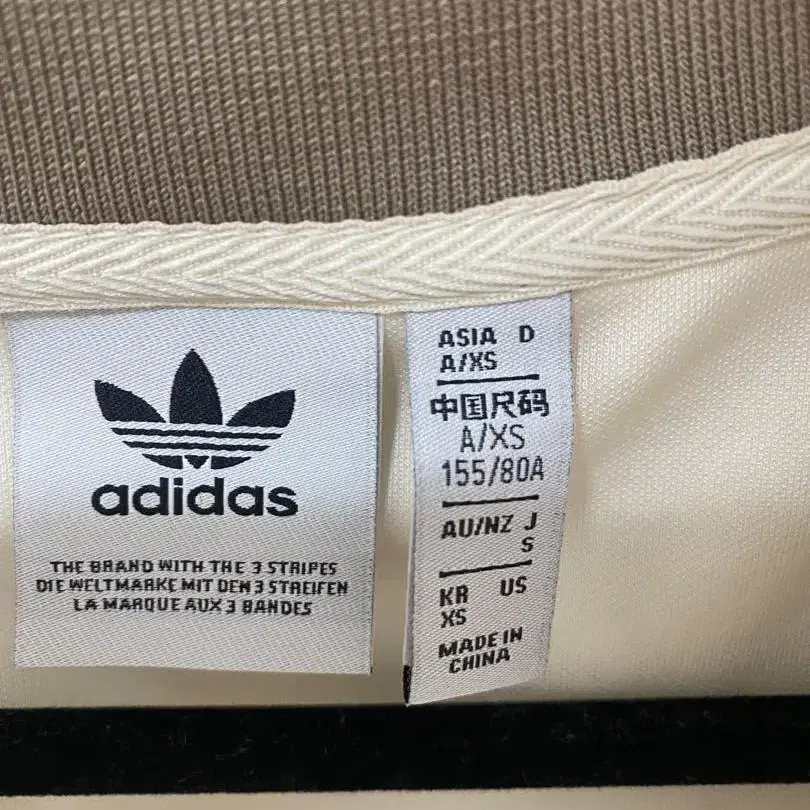 adidas
THE BRAND WITH THE 3 STRIPES
DIE WELTMARKE MIT DEN 3 STREIFEN
LA MARQUE AUX 3 BANDES
ASIA D
A/XS
中国尺码
A/XS
155/80A
AU/NZ J
S
KR US
XS
MADE IN
CHINA